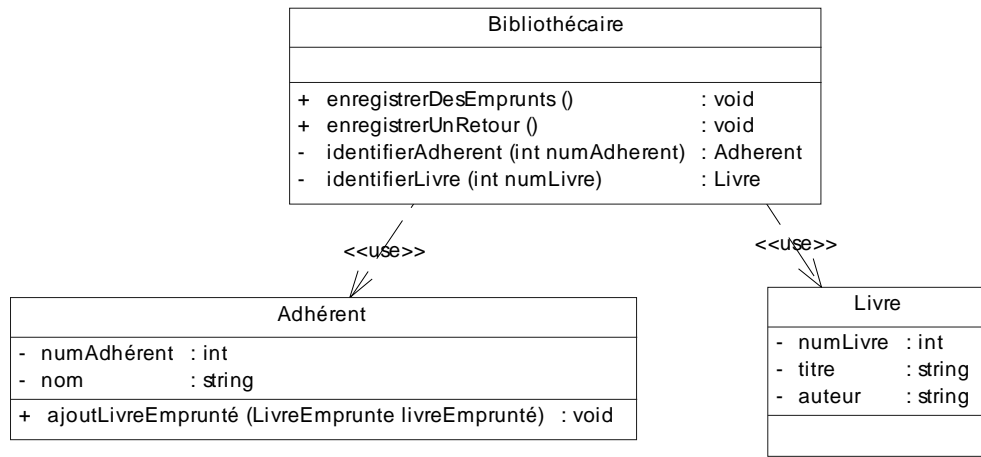 Bibliothécaire
+ enregistrerDesEmprunts () : void
+ enregistrerUnRetour () : void
- identifierAdherent (int numAdherent) : Adherent
- identifierLivre (int numLivre) : Livre
<<use>> <<use>>
Adhérent
- numAdhérent : int
- nom : string
+ ajoutLivreEmprunté (LivreEmprunte livreEmprunté) : void
Livre
- numLivre : int
- titre : string
- auteur : string